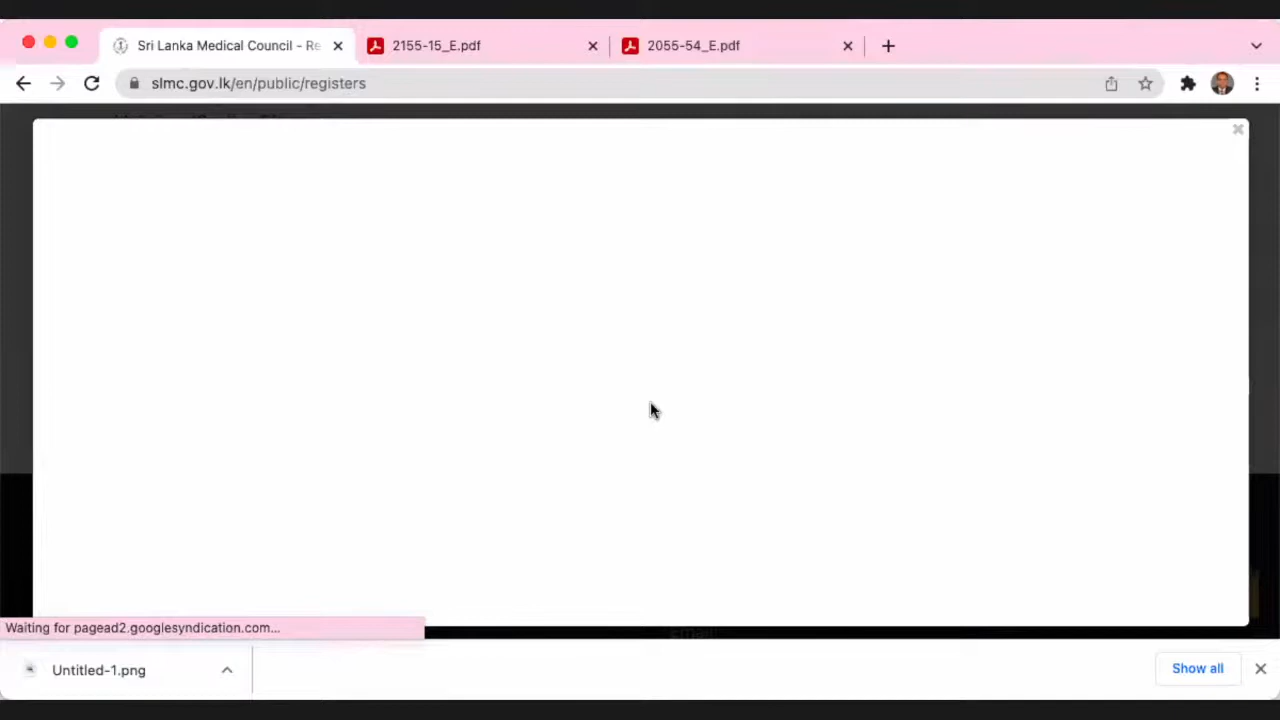 Sri Lanka Medical Council - Re
2155-15_E.pdf
2055-54_E.pdf
slmc.gov.lk/en/public/registers
Waiting for pagead2.googlesyndication.com...
Untitled-1.png
Show all